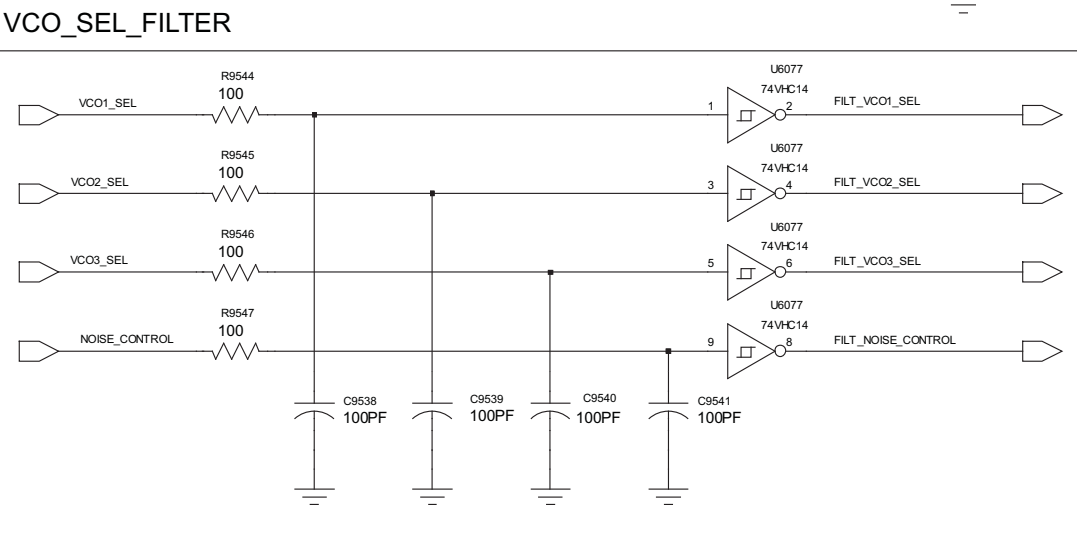 VCO_SEL_FILTER
R9544
100
VCO1_SEL
U6077
74VHC14
1
2
FILT_VCO1_SEL
R9545
100
VCO2_SEL
U6077
74VHC14
3
4
FILT_VCO2_SEL
R9546
100
VCO3_SEL
U6077
74VHC14
5
6
FILT_VCO3_SEL
R9547
100
NOISE_CONTROL
U6077
74VHC14
9
8
FILT_NOISE_CONTROL
C9538
100PF
C9539
100PF
C9540
100PF
C9541
100PF